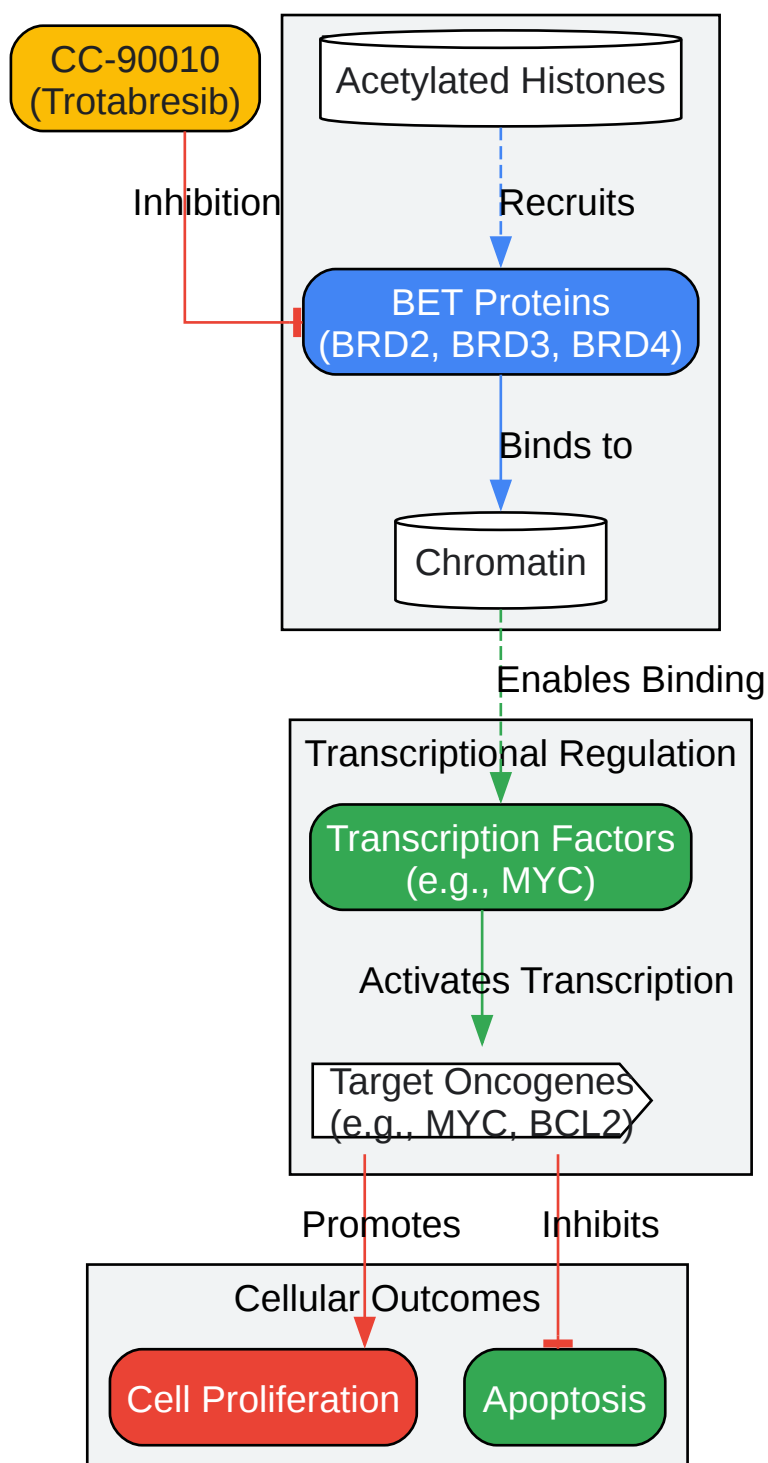 CC-90010
(Trotabresib)
Acetylated Histones
Inhibition
Recruits
BET Proteins
(BRD2, BRD3, BRD4)
Binds to
Chromatin
Enables Binding
Transcriptional Regulation
Transcription Factors
(e.g., MYC)
Activates Transcription
Target Oncogenes
(e.g., MYC, BCL2)
Promotes
Inhibits
Cellular Outcomes
Cell Proliferation
Apoptosis